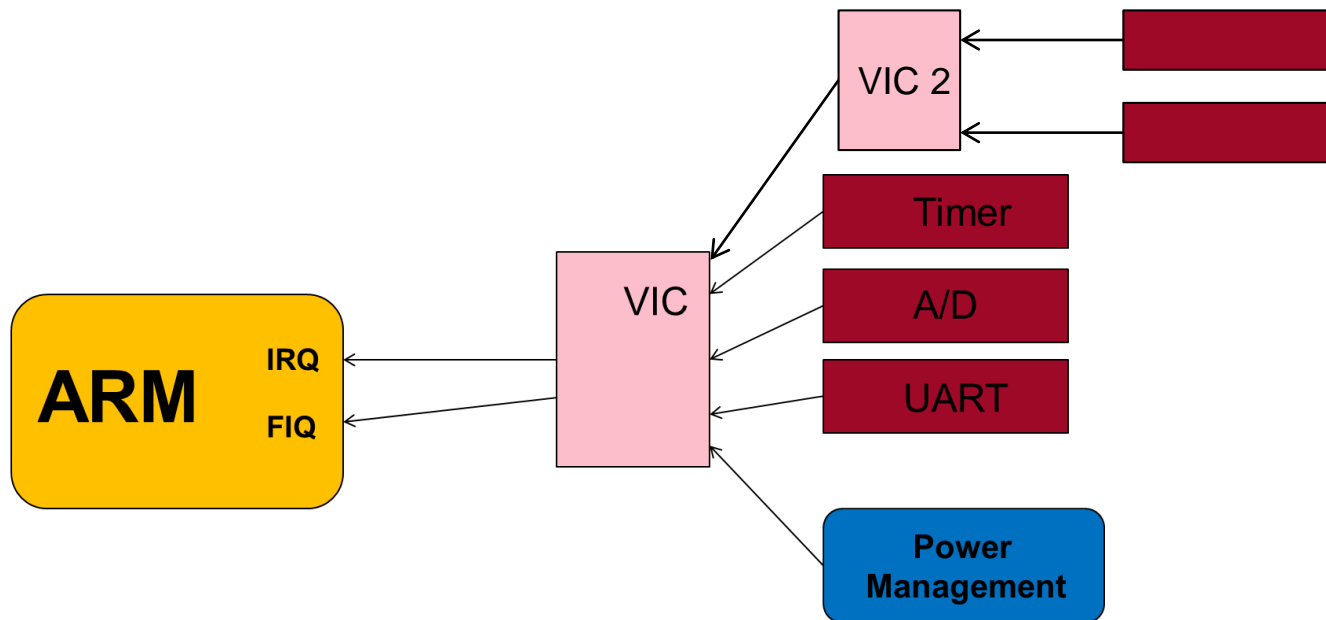 VIC 2
Timer
VIC
A/D
IRQ
ARM
UART
FIQ
Power
Management